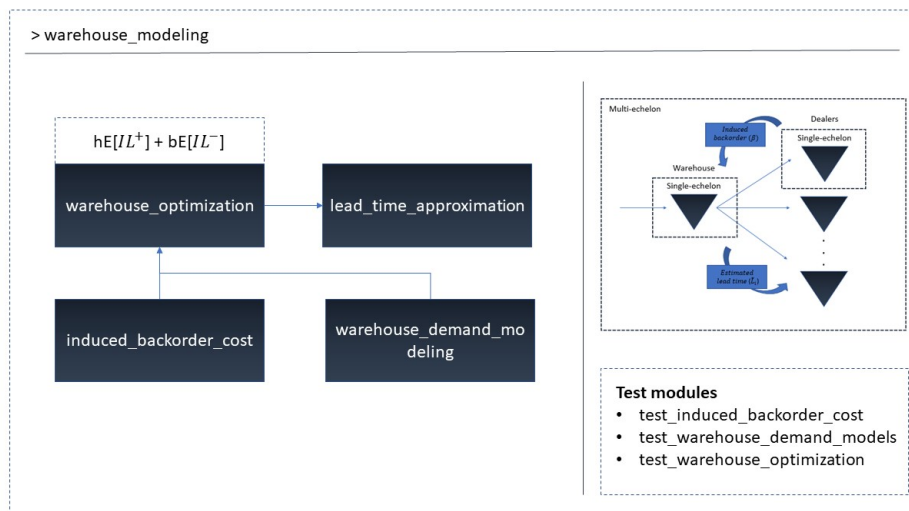 > warehouse_modeling
hE[IL⁺] + bE[IL⁻]
warehouse_optimization
lead_time_approximation
induced_backorder_cost
warehouse_demand_mo
deling
Multi-echelon
Dealers
Induced
backorder (β)
Single-echelon
Warehouse
Single-echelon
Estimated
lead time (L̄ᵢ)
Test modules
• test_induced_backorder_cost
• test_warehouse_demand_models
• test_warehouse_optimization